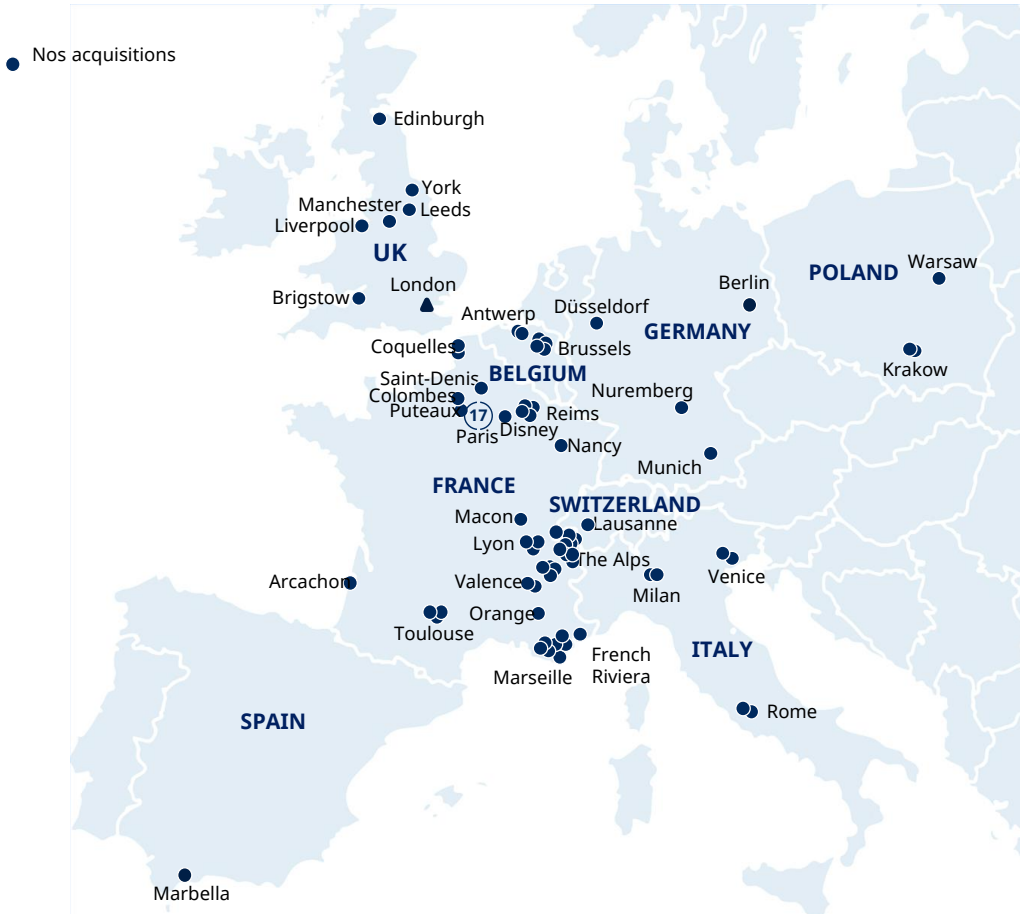 Nos acquisitions
Edinburgh
York
Manchester
Leeds
Liverpool
UK
London
Brigstow
POLAND
Warsaw
Berlin
Antwerp
Düsseldorf
GERMANY
Coquelles
Brussels
Krakow
BELGIUM
Saint-Denis
Colombes
Nuremberg
Puteaux
17
Reims
Paris
Disney
Nancy
Munich
FRANCE
SWITZERLAND
Macon
Lausanne
Lyon
The Alps
Venice
Arcachon
Valence
Milan
Orange
Toulouse
ITALY
French
Riviera
Marseille
Rome
SPAIN
Marbella